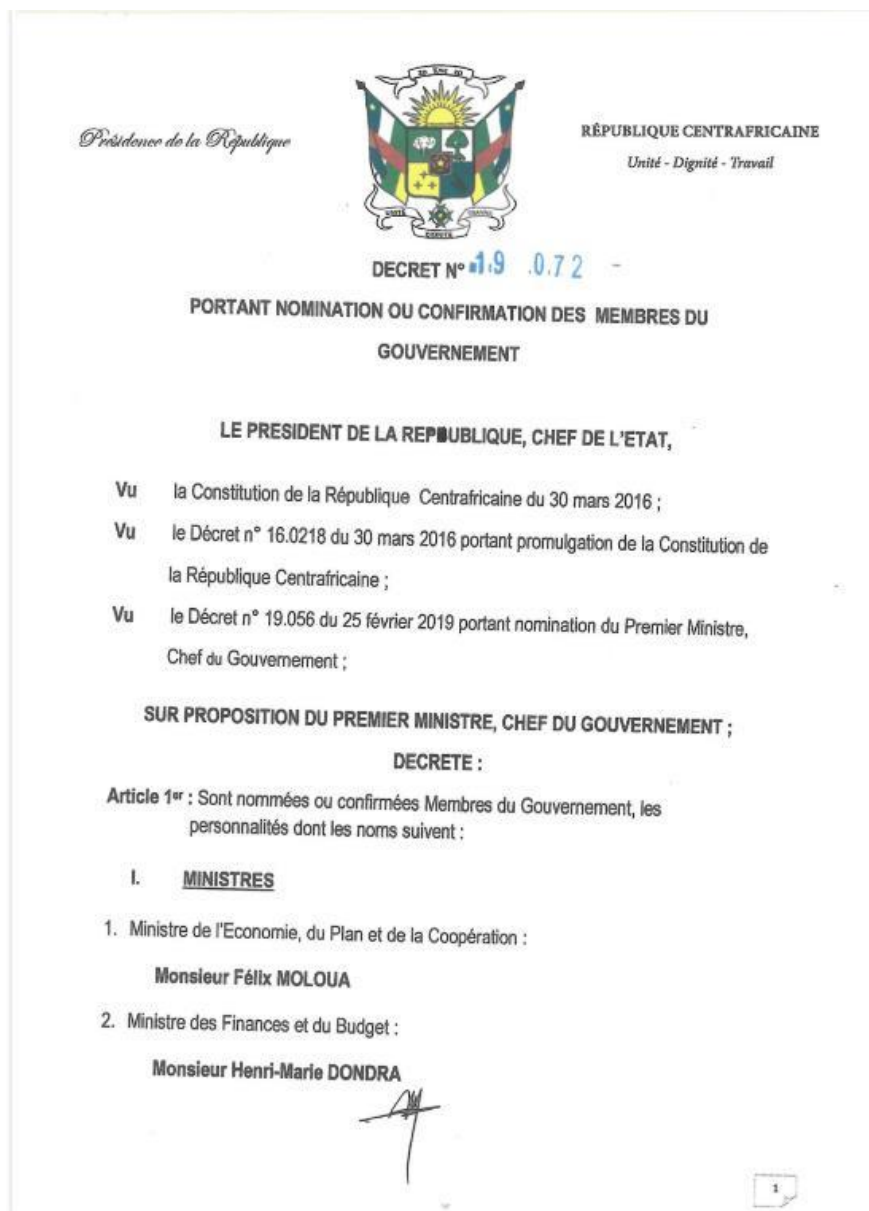 Présidence de la République
RÉPUBLIQUE CENTRAFRICAINE
Unité - Dignité - Travail
UNITÉ DIGNITÉ TRAVAIL
DECRET N° 19 .072 -
PORTANT NOMINATION OU CONFIRMATION DES MEMBRES DU
GOUVERNEMENT
LE PRESIDENT DE LA REPUBLIQUE, CHEF DE L'ETAT,
Vu la Constitution de la République Centrafricaine du 30 mars 2016 ;
Vu le Décret n° 16.0218 du 30 mars 2016 portant promulgation de la Constitution de
la République Centrafricaine ;
Vu le Décret n° 19.056 du 25 février 2019 portant nomination du Premier Ministre,
Chef du Gouvernement ;
SUR PROPOSITION DU PREMIER MINISTRE, CHEF DU GOUVERNEMENT ;
DECRETE :
Article 1er : Sont nommées ou confirmées Membres du Gouvernement, les
personnalités dont les noms suivent :
I. MINISTRES
1. Ministre de l'Economie, du Plan et de la Coopération :
Monsieur Félix MOLOUA
2. Ministre des Finances et du Budget :
Monsieur Henri-Marie DONDRA
1